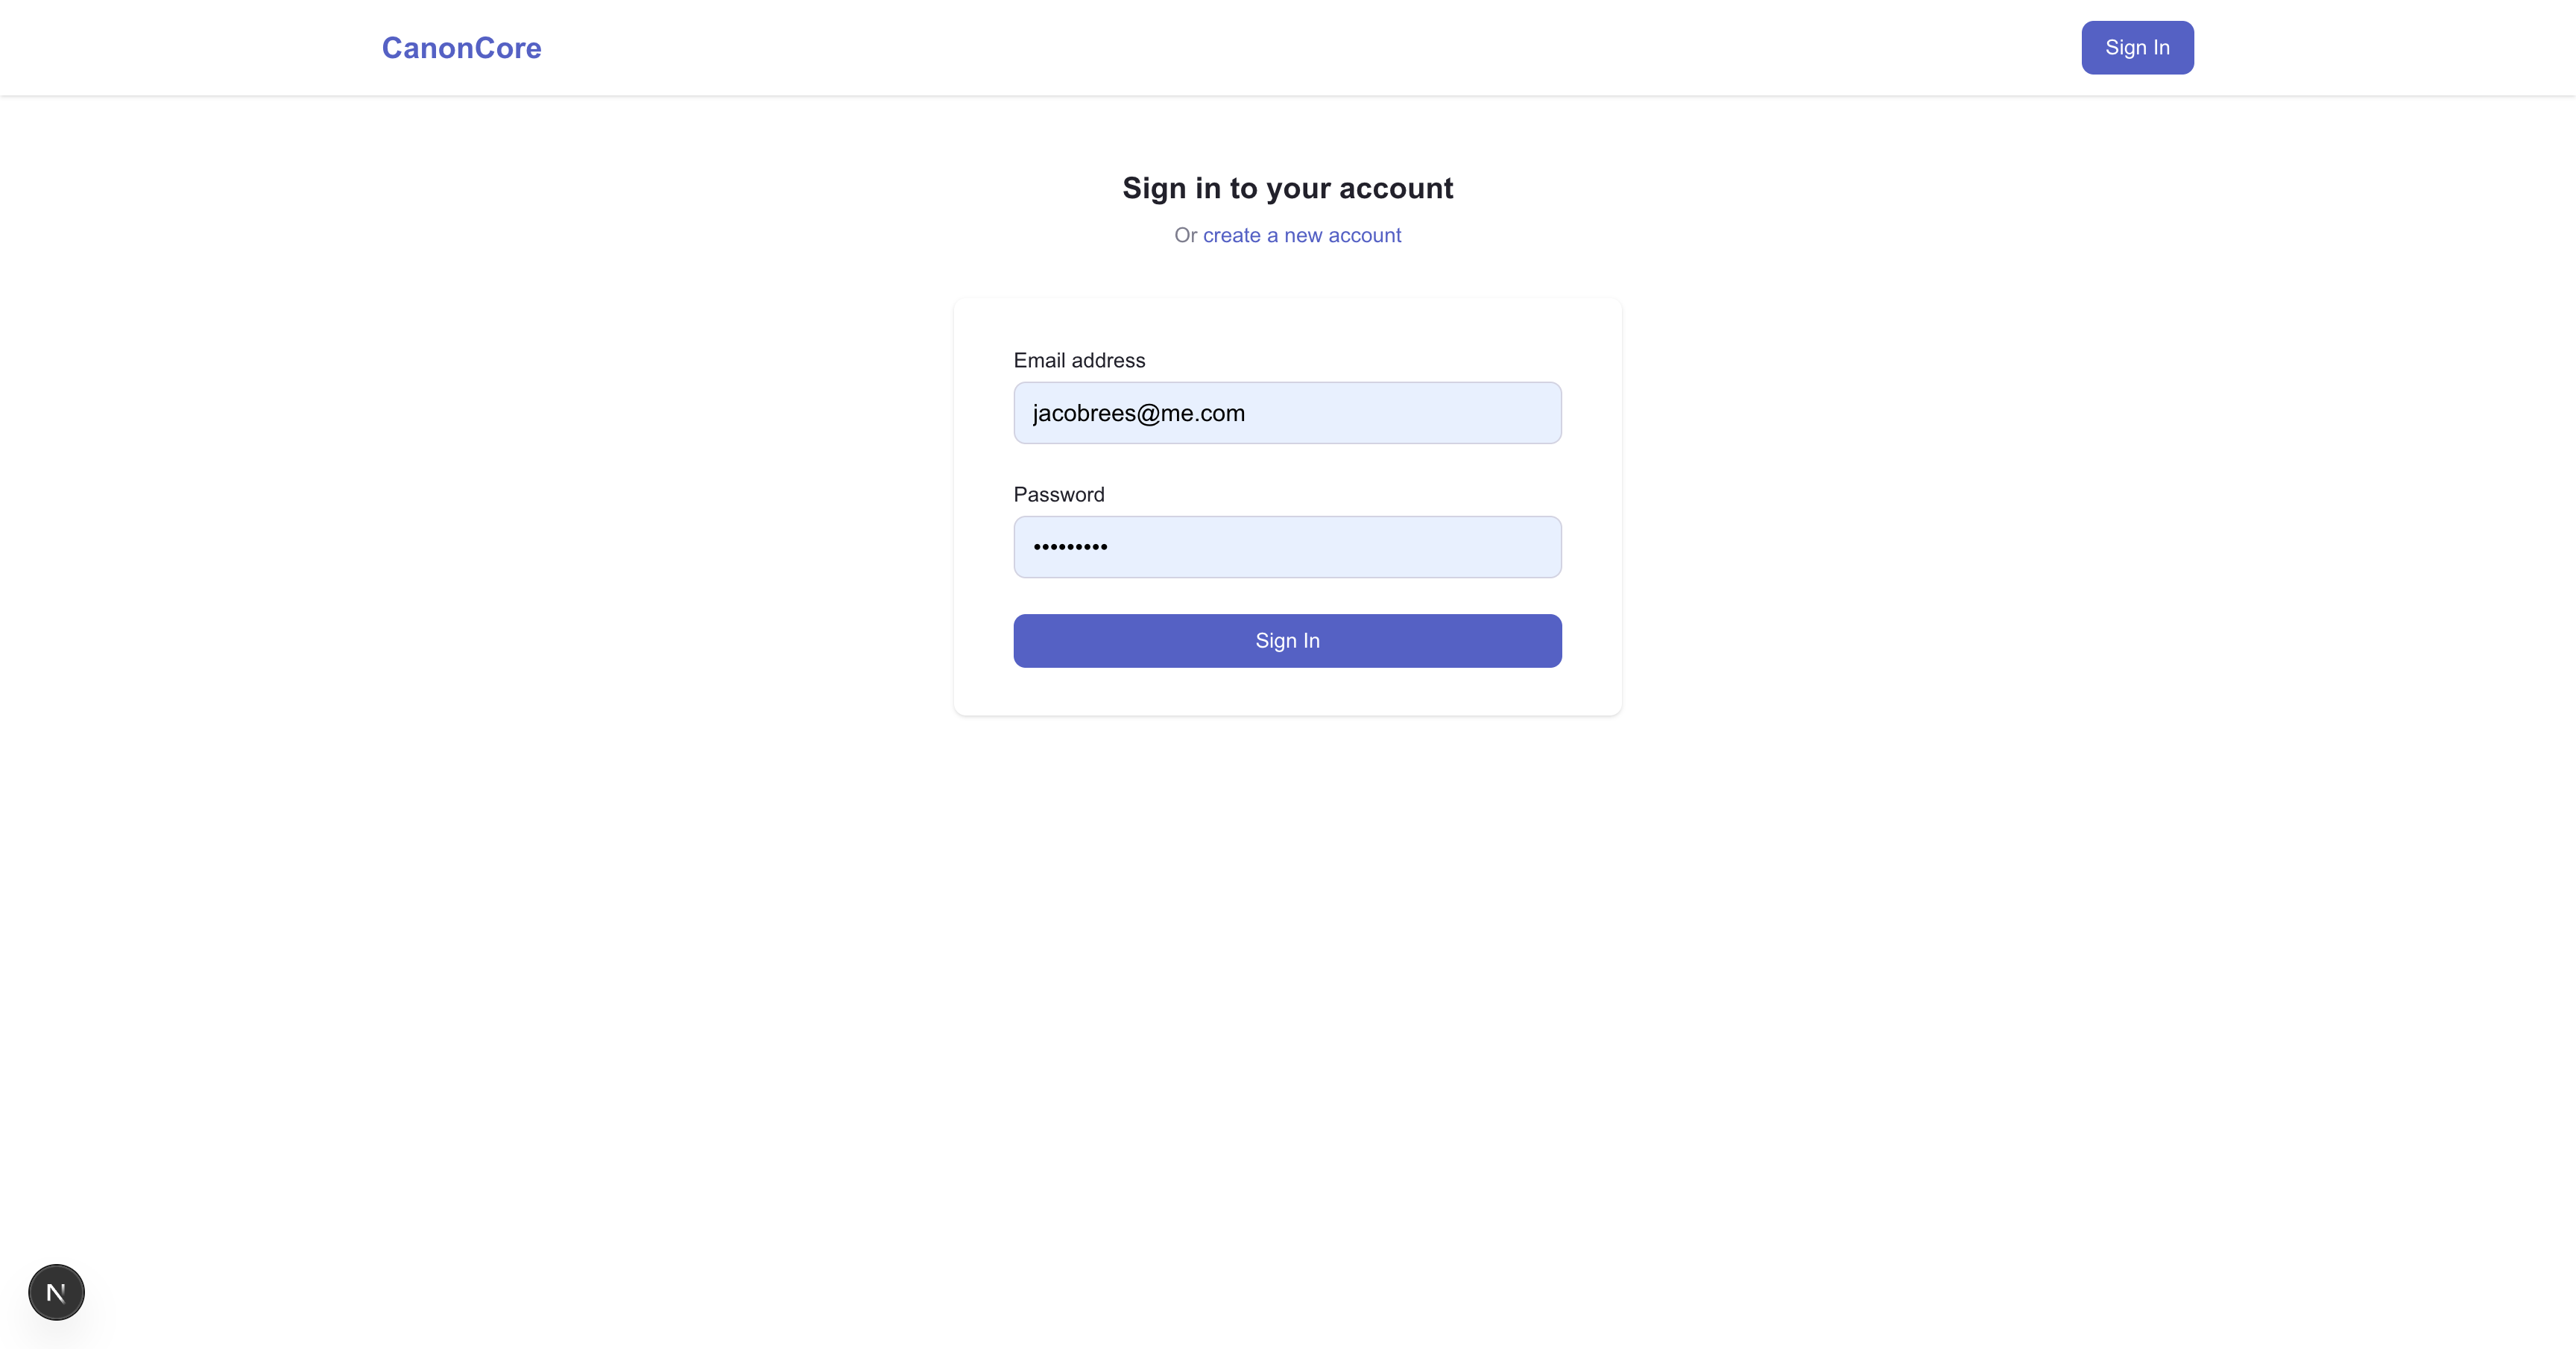 CanonCore
Sign In
Sign in to your account
Or create a new account
Email address
jacobrees@me.com
Password
•••••••••
Sign In
N